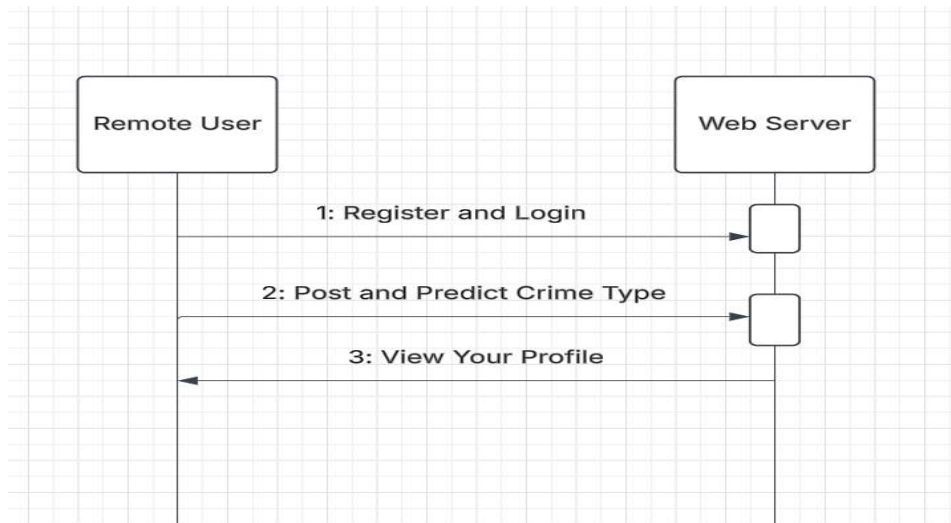 Remote User
Web Server
1: Register and Login
2: Post and Predict Crime Type
3: View Your Profile